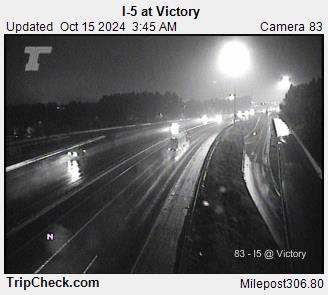 I-5 at Victory
Updated Oct 15 2024 3:45 AM Camera 83
T
N
83 - I5 @ Victory
TripCheck.com Milepost306.80